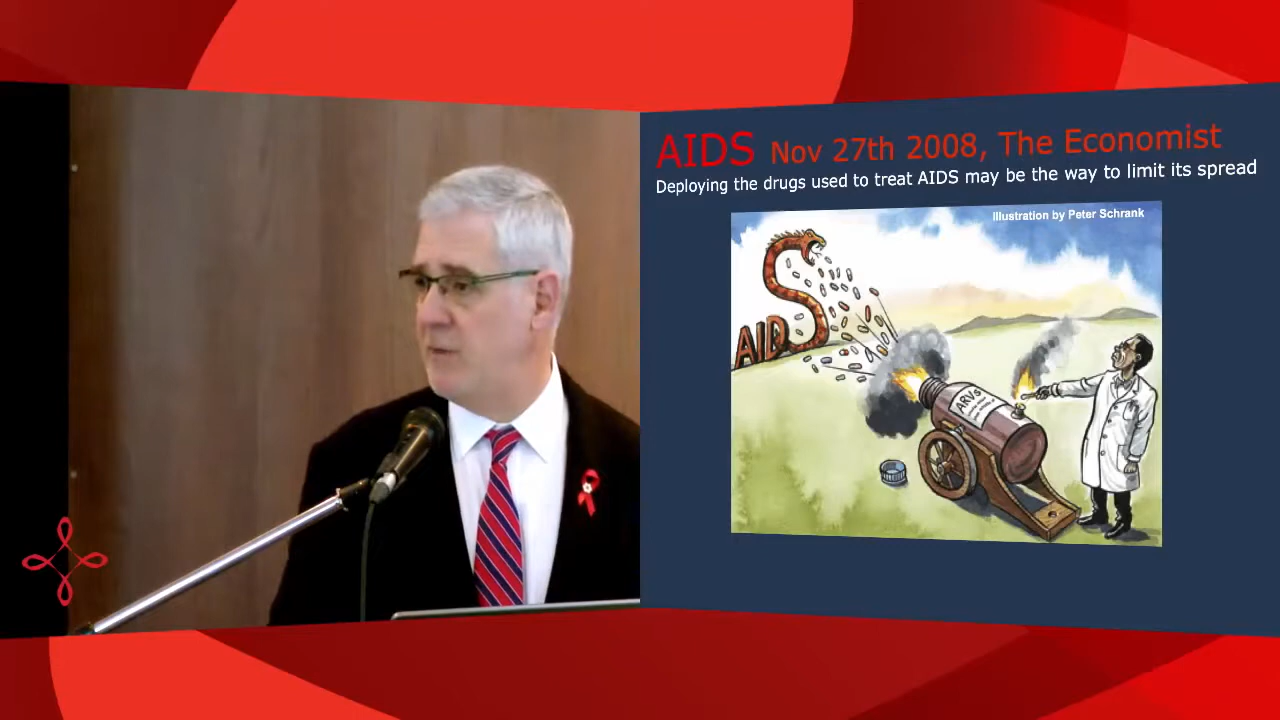 AIDS Nov 27th 2008, The Economist
Deploying the drugs used to treat AIDS may be the way to limit its spread
Illustration by Peter Schrank
AIDS
ARVs